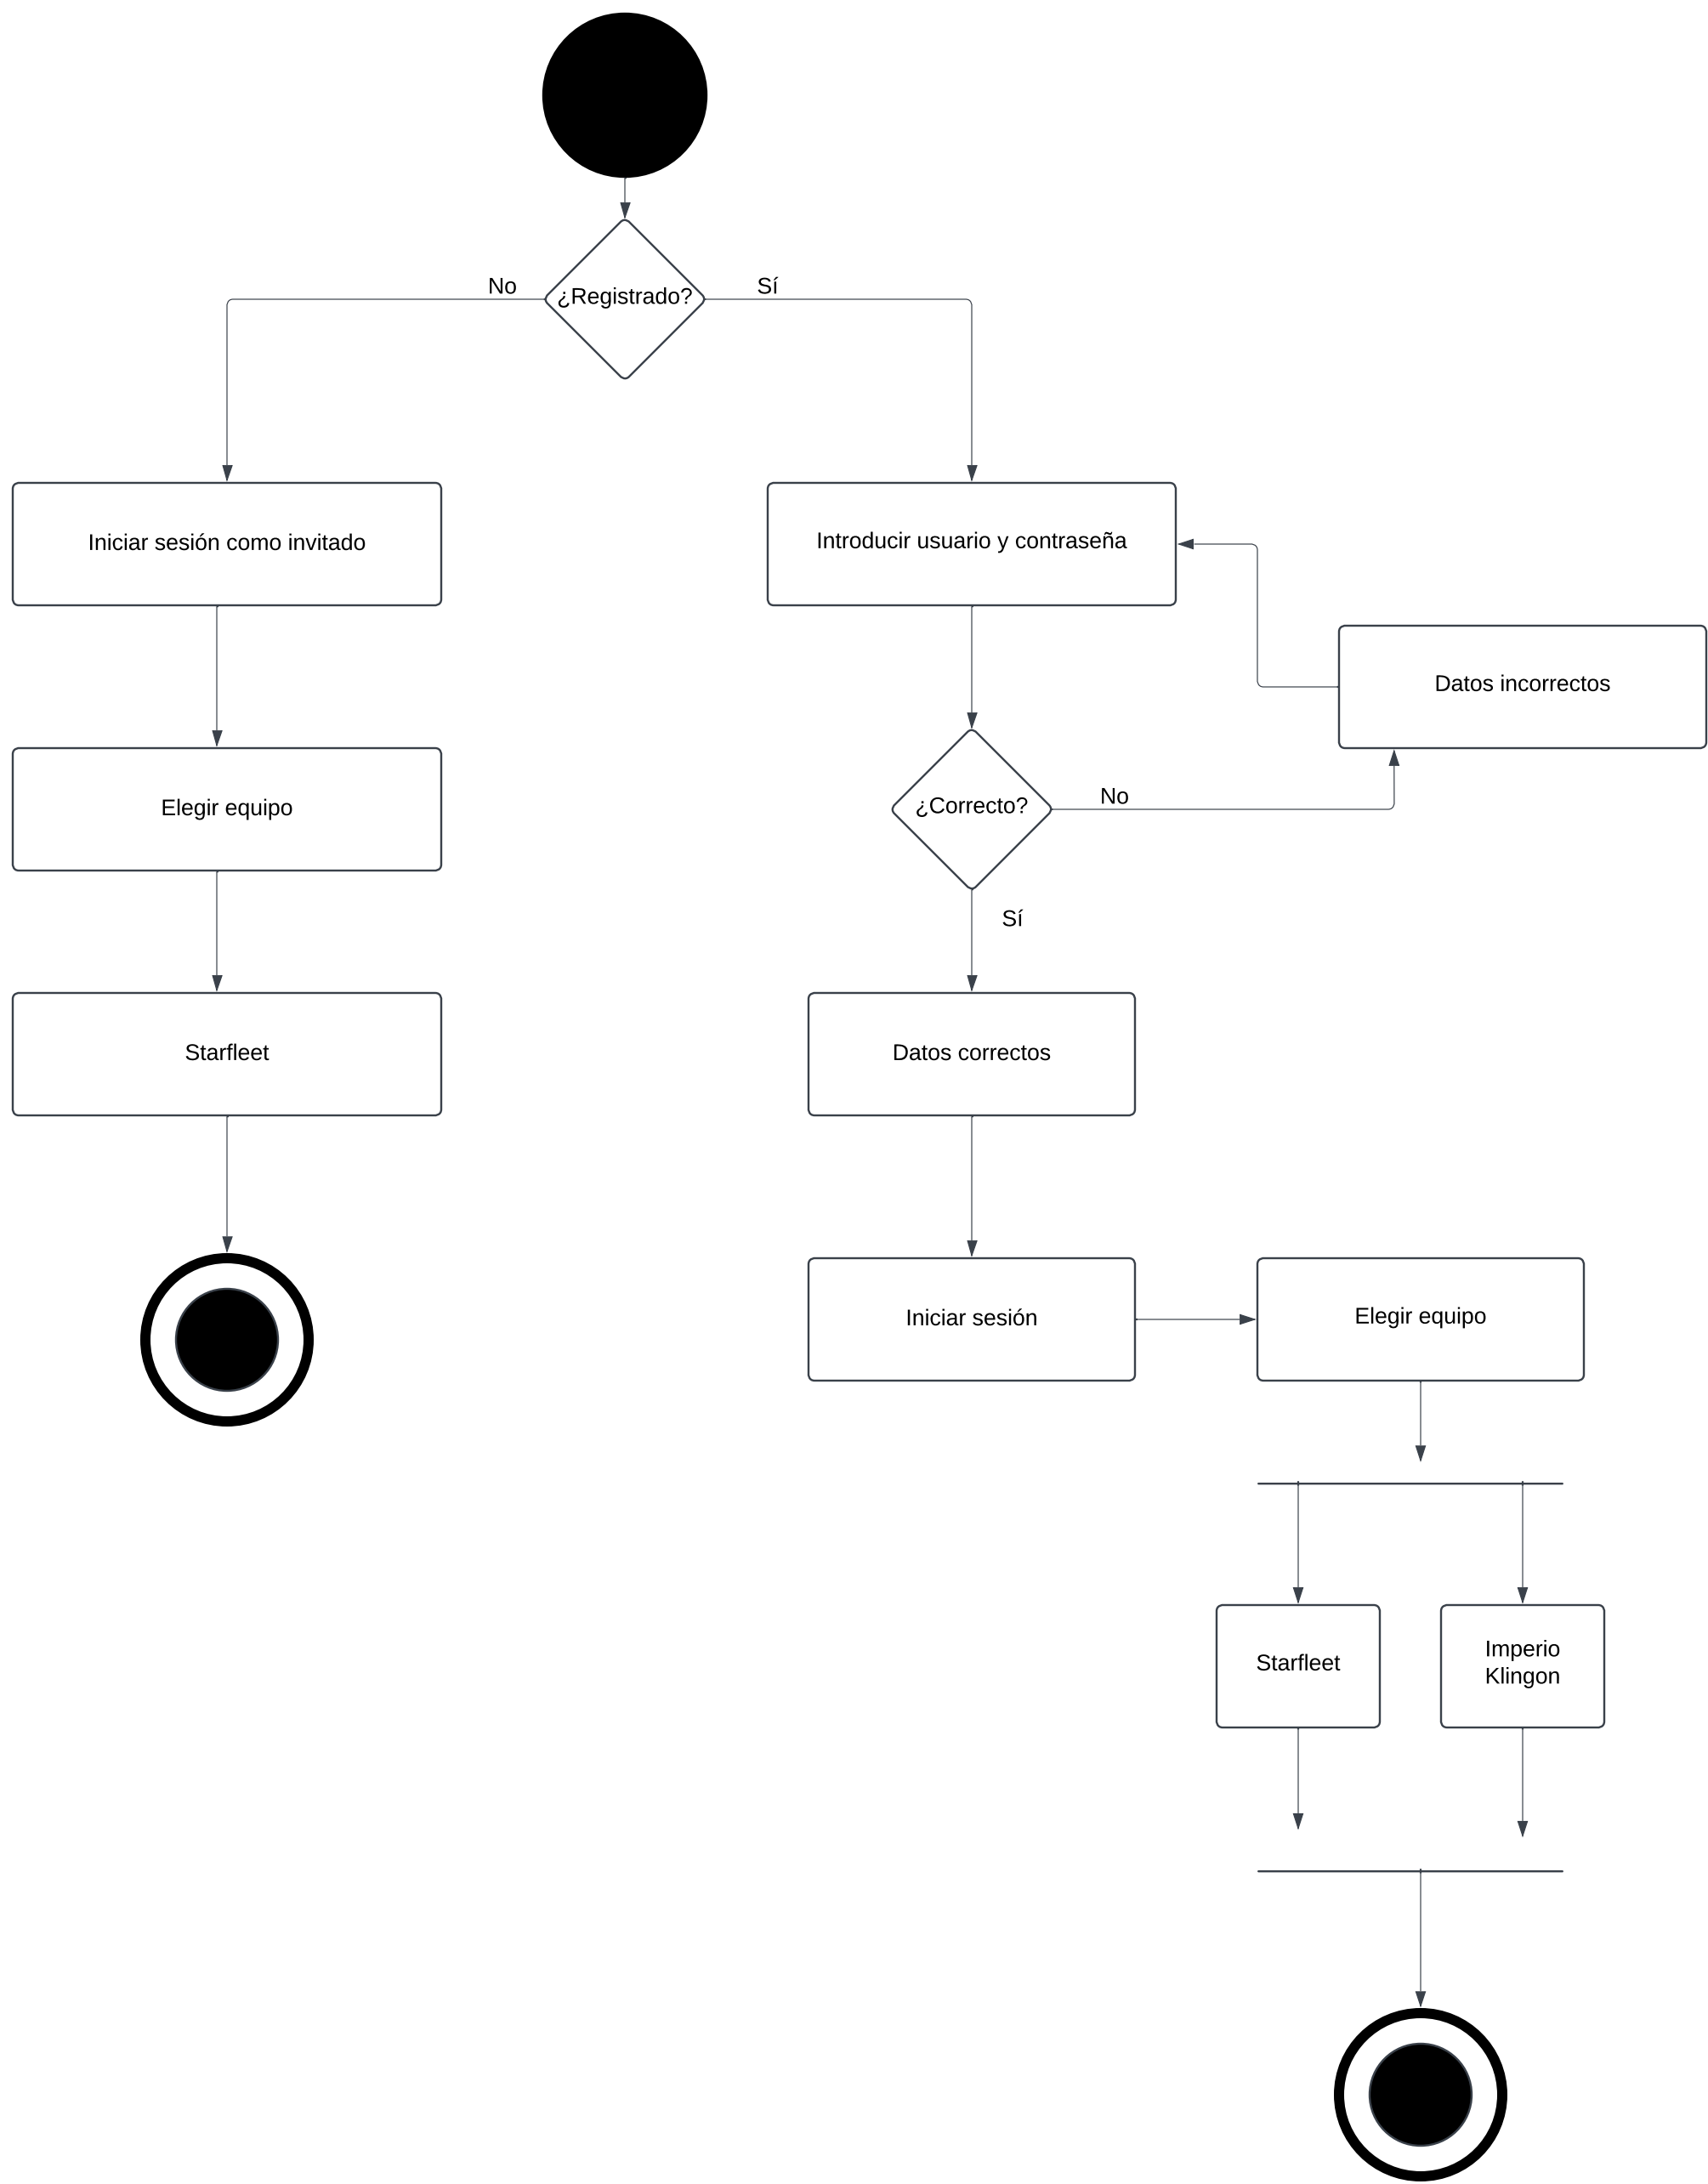 ¿Registrado?
No
Sí
Iniciar sesión como invitado
Introducir usuario y contraseña
Datos incorrectos
Elegir equipo
¿Correcto?
No
Sí
Starfleet
Datos correctos
Iniciar sesión
Elegir equipo
Starfleet
Imperio
Klingon